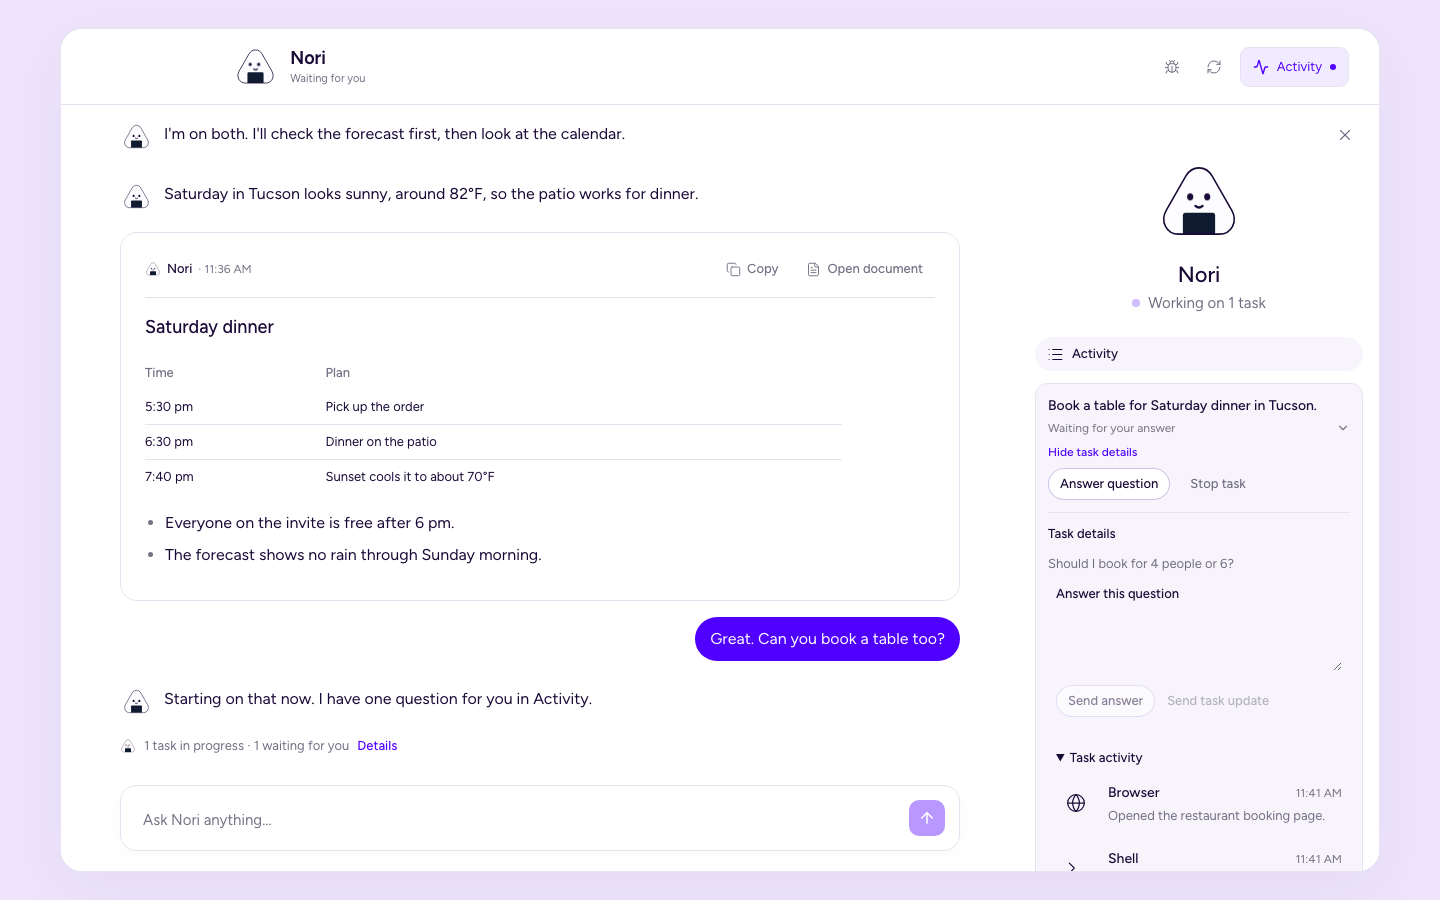 Nori
Waiting for you
Activity
I'm on both. I'll check the forecast first, then look at the calendar.
Saturday in Tucson looks sunny, around 82°F, so the patio works for dinner.
Nori · 11:36 AM
Copy
Open document
Saturday dinner
Time Plan
5:30 pm Pick up the order
6:30 pm Dinner on the patio
7:40 pm Sunset cools it to about 70°F
• Everyone on the invite is free after 6 pm.
• The forecast shows no rain through Sunday morning.
Great. Can you book a table too?
Starting on that now. I have one question for you in Activity.
1 task in progress · 1 waiting for you Details
Ask Nori anything...
Nori
Working on 1 task
Activity
Book a table for Saturday dinner in Tucson.
Waiting for your answer
Hide task details
Answer question Stop task
Task details
Should I book for 4 people or 6?
Answer this question
Send answer Send task update
▼ Task activity
Browser 11:41 AM
Opened the restaurant booking page.
Shell 11:41 AM